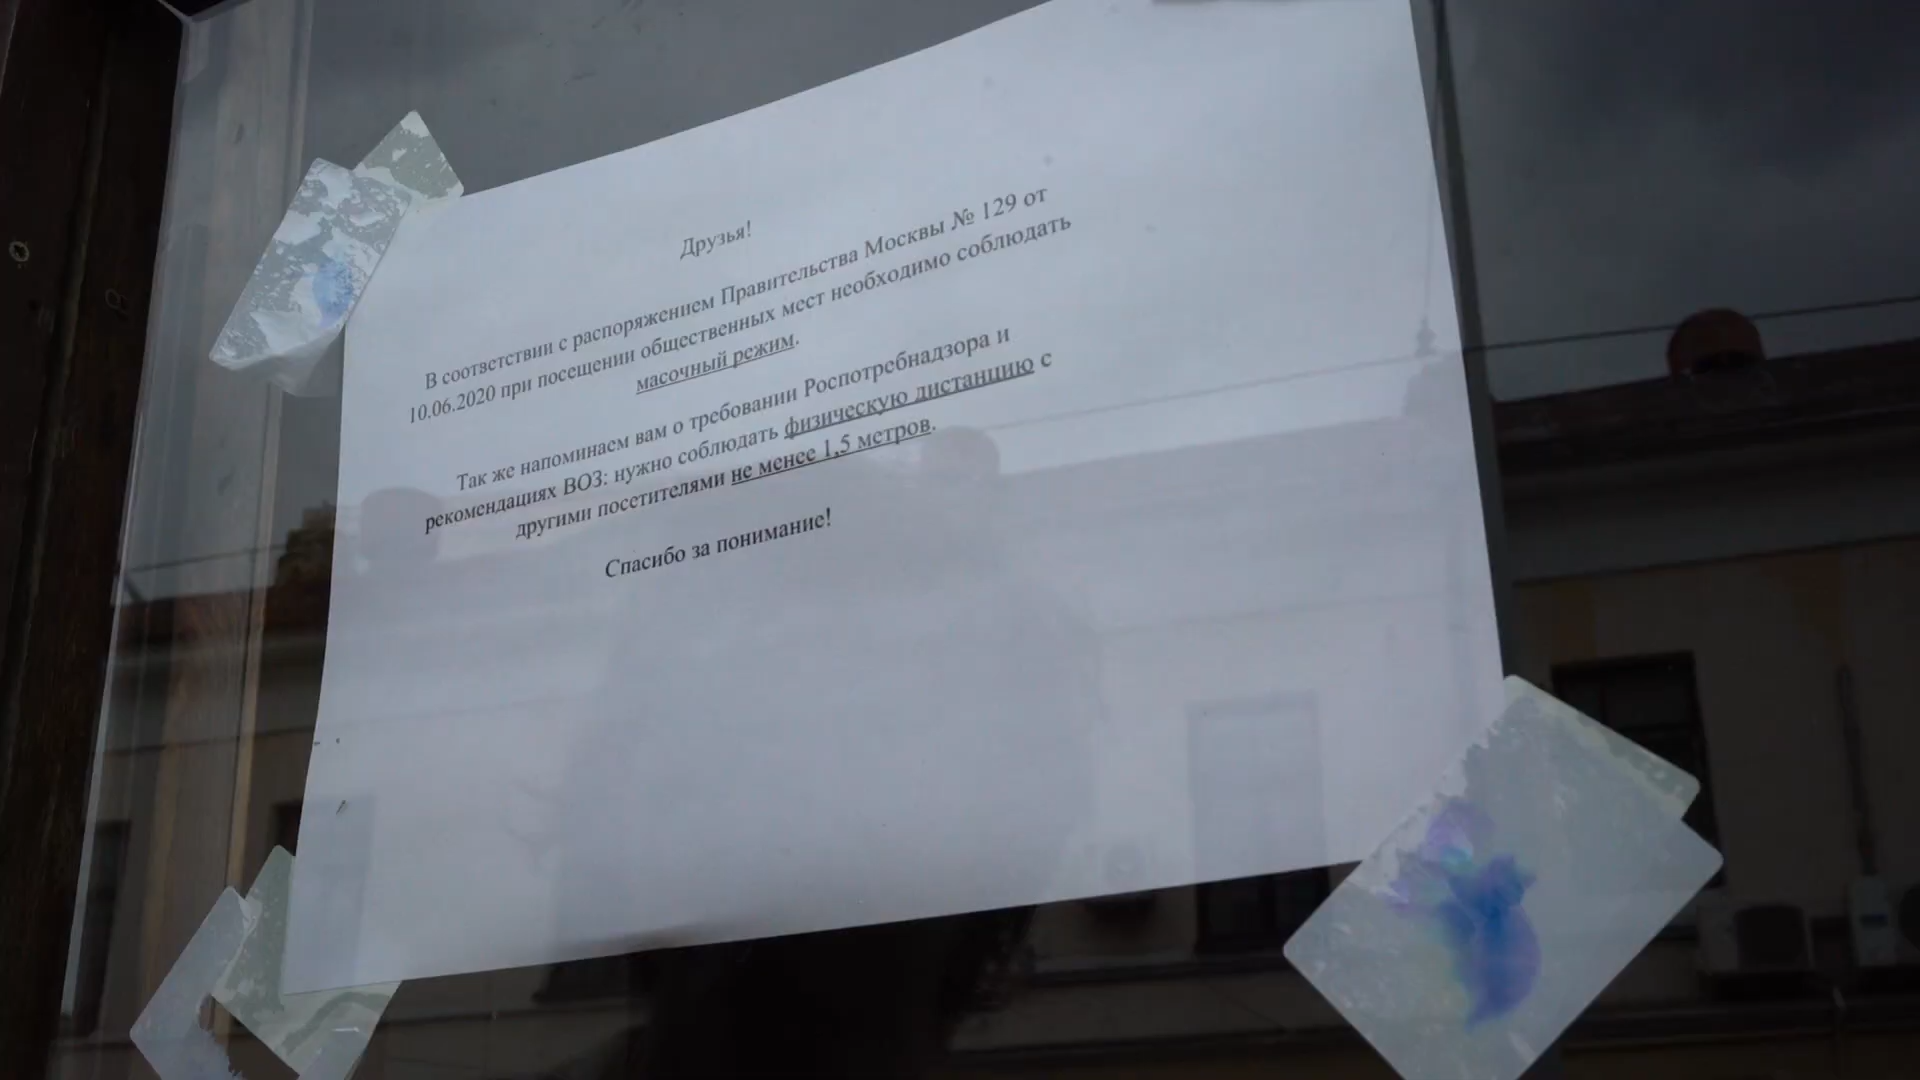 Друзья!
В соответствии с распоряжением Правительства Москвы № 129 от
10.06.2020 при посещении общественных мест необходимо соблюдать
масочный режим.
Так же напоминаем вам о требовании Роспотребнадзора и
рекомендациях ВОЗ: нужно соблюдать физическую дистанцию с
другими посетителями не менее 1,5 метров.
Спасибо за понимание!